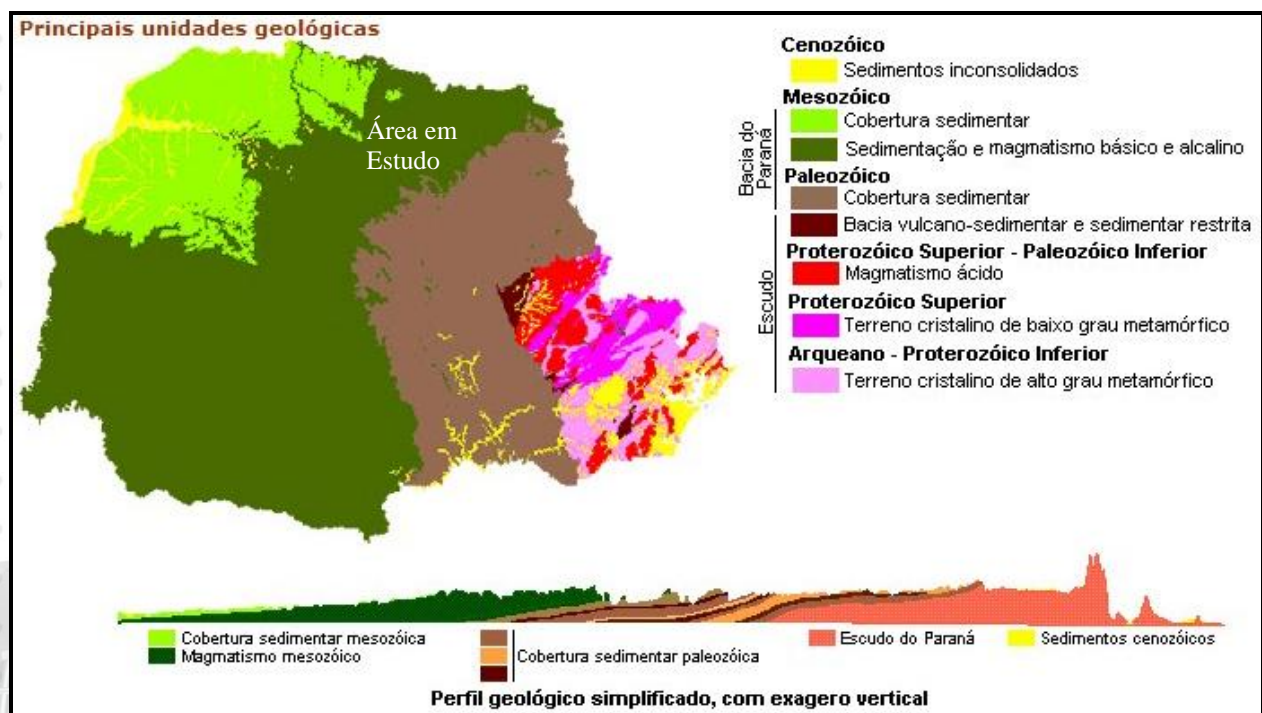 Principais unidades geológicas
Área em
Estudo
Cenozóico
Sedimentos inconsolidados
Mesozóico
Cobertura sedimentar
Sedimentação e magmatismo básico e alcalino
Bacia do
Paraná
Paleozóico
Cobertura sedimentar
Bacia vulcano-sedimentar e sedimentar restrita
Proterozóico Superior - Paleozóico Inferior
Magmatismo ácido
Escudo
Proterozóico Superior
Terreno cristalino de baixo grau metamórfico
Arqueano - Proterozóico Inferior
Terreno cristalino de alto grau metamórfico
Cobertura sedimentar mesozóica
Magmatismo mesozóico
Cobertura sedimentar paleozóica
Escudo do Paraná
Sedimentos cenozóicos
Perfil geológico simplificado, com exagero vertical